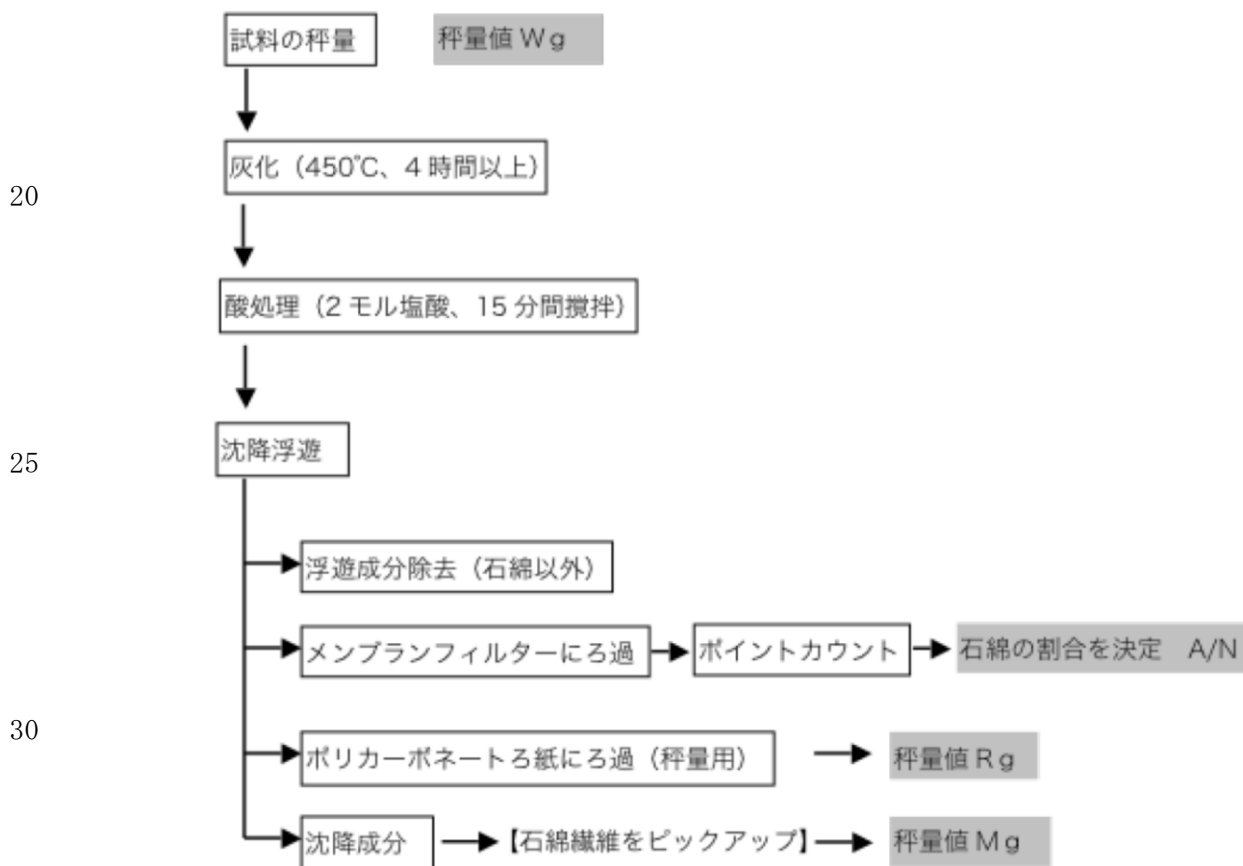 試料の秤量 秤量値 W g
灰化（450℃、4 時間以上）
20
酸処理（2 モル塩酸、15 分間攪拌）
沈降浮遊
25
浮遊成分除去（石綿以外）
メンブランフィルターにろ過 ポイントカウント 石綿の割合を決定 A/N
30
ポリカーボネートろ紙にろ過（秤量用） 秤量値 R g
沈降成分 【石綿繊維をピックアップ】 秤量値 M g